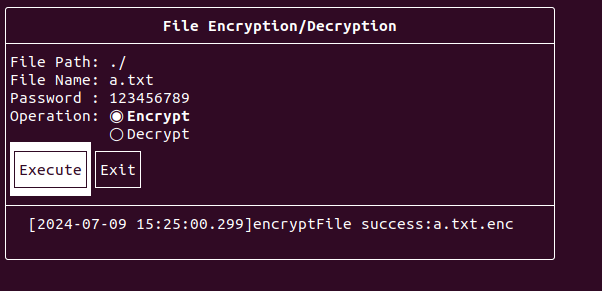 File Encryption/Decryption
File Path: ./
File Name: a.txt
Password : 123456789
Operation: ◉Encrypt
○Decrypt
Execute Exit
[2024-07-09 15:25:00.299]encryptFile success:a.txt.enc